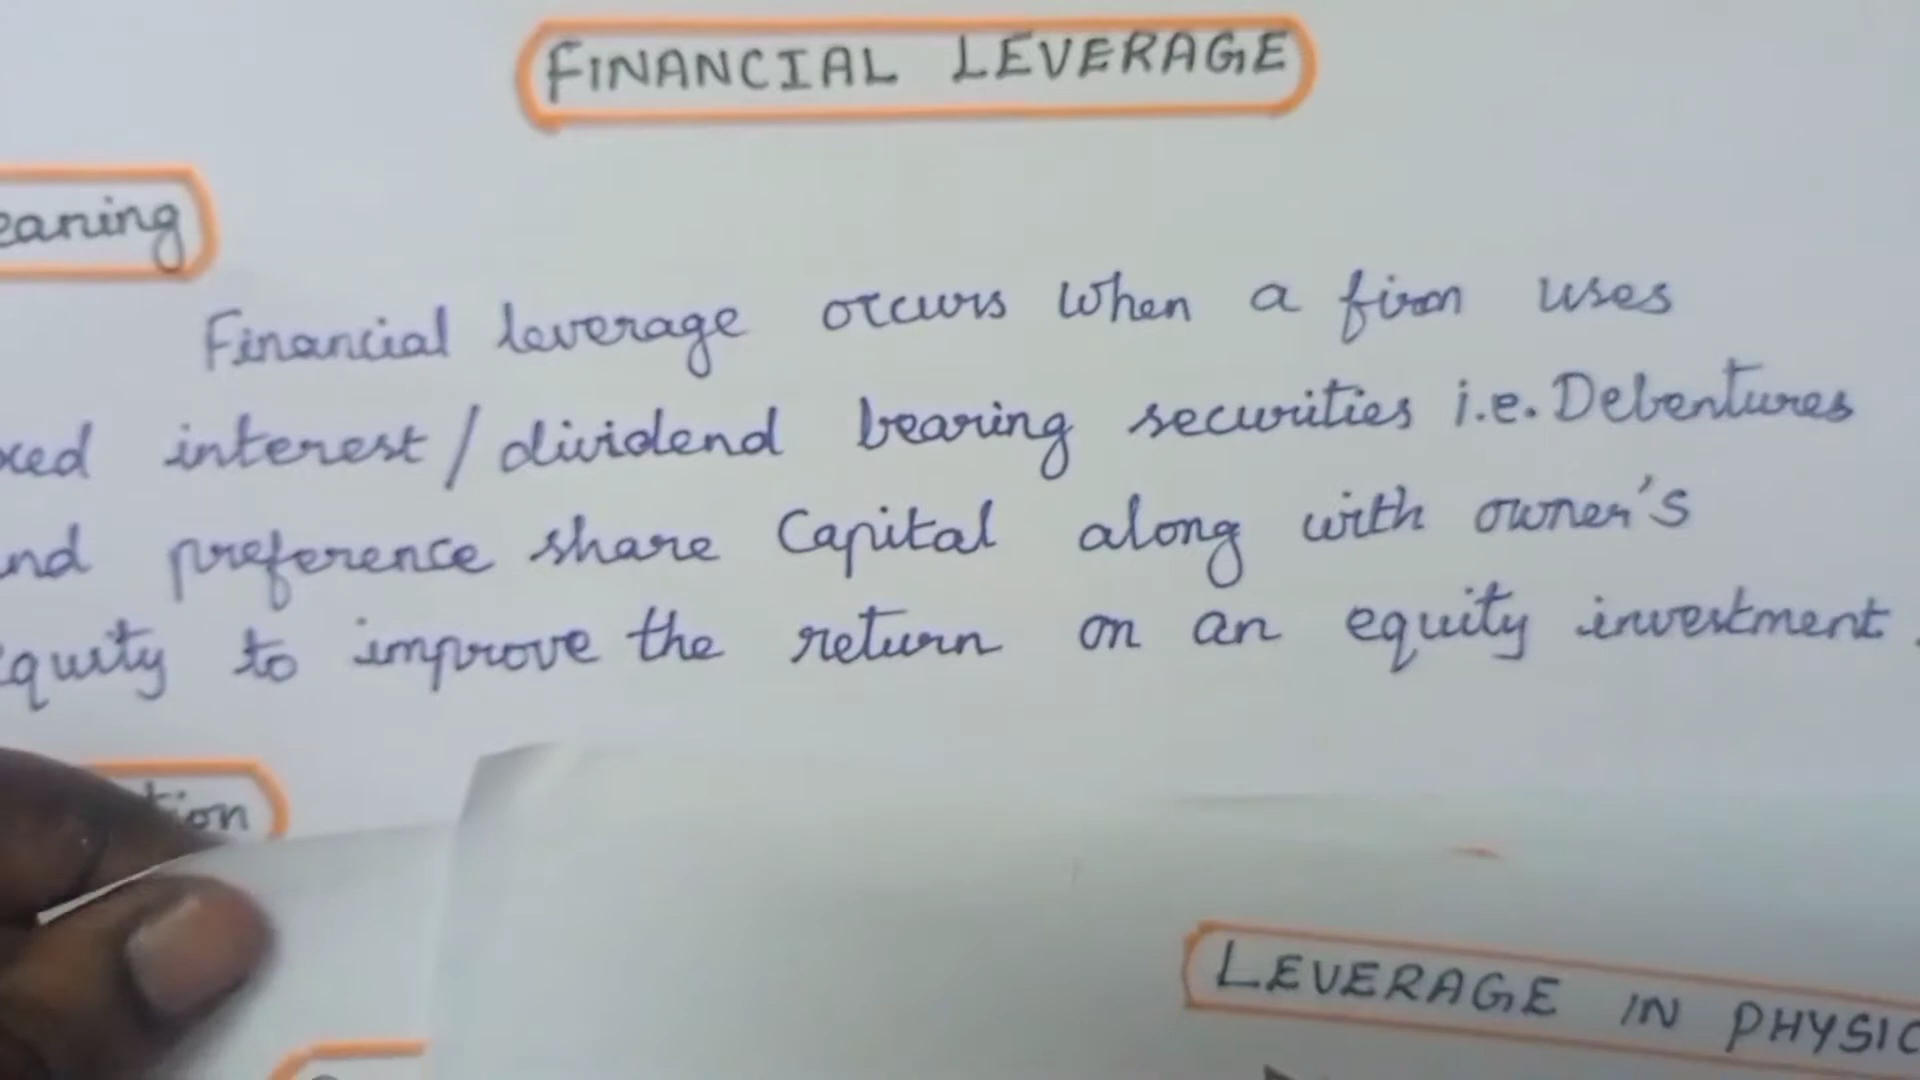 FINANCIAL LEVERAGE
eaning
Financial leverage occurs when a firm uses
xed interest/dividend bearing securities i.e. Debentures
nd preference share Capital along with owner's
equity to improve the return on an equity investment.
tion
LEVERAGE IN PHYSIC